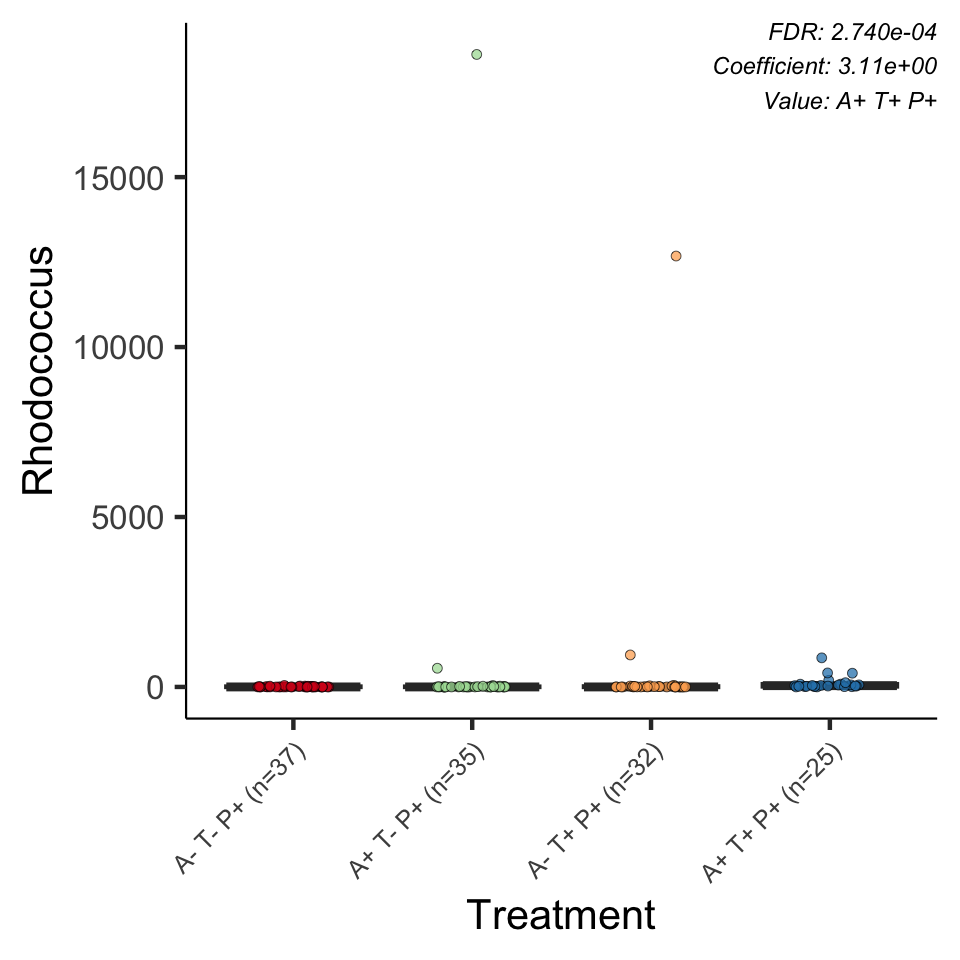 FDR: 2.740e-04
Coefficient: 3.11e+00
Value: A+ T+ P+
Rhodococcus
15000
10000
5000
0
A- T- P+ (n=37)
A+ T- P+ (n=35)
A- T+ P+ (n=32)
A+ T+ P+ (n=25)
Treatment